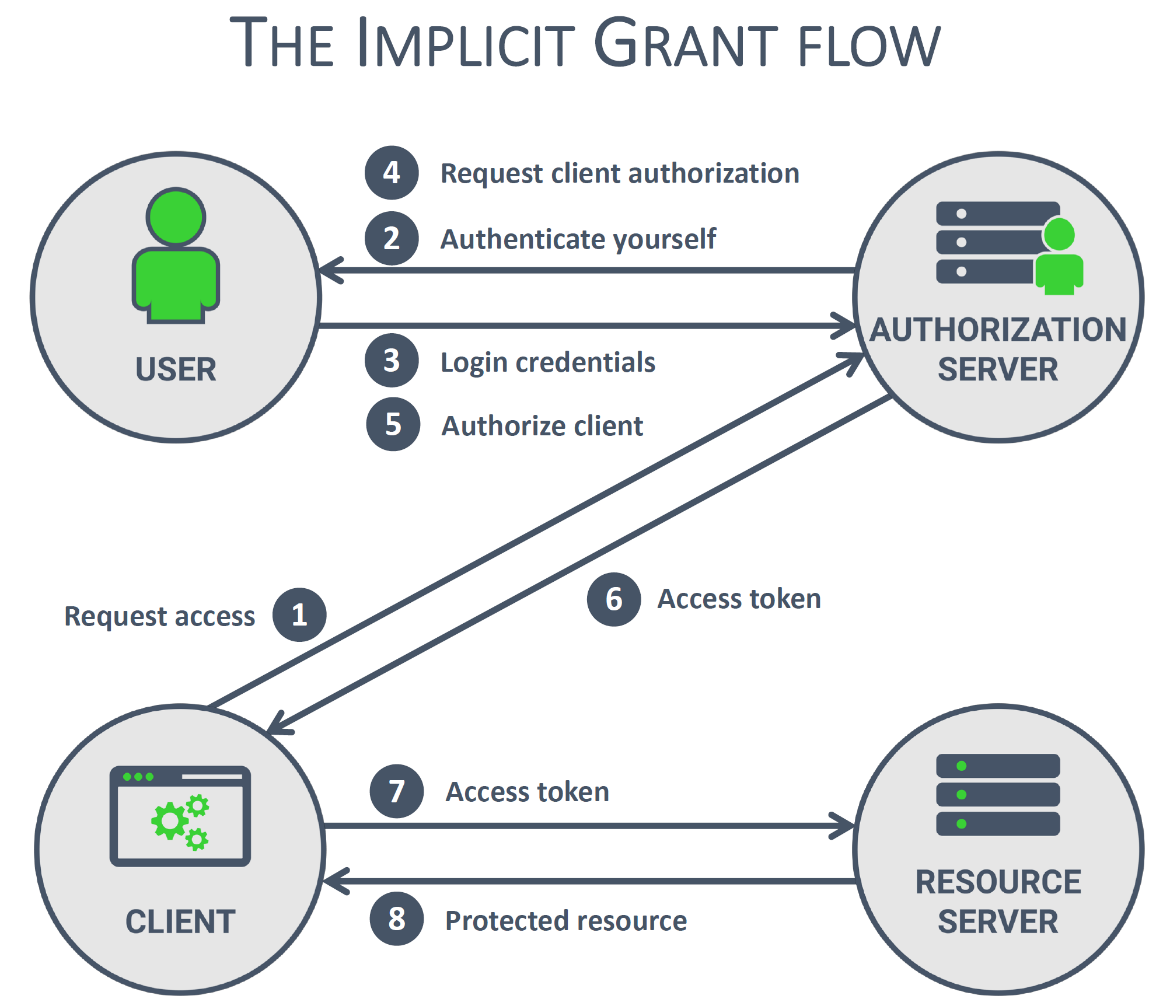 THE IMPLICIT GRANT FLOW
4 Request client authorization
2 Authenticate yourself
USER
AUTHORIZATION
SERVER
3 Login credentials
5 Authorize client
Request access 1
6 Access token
7 Access token
CLIENT
RESOURCE
SERVER
8 Protected resource